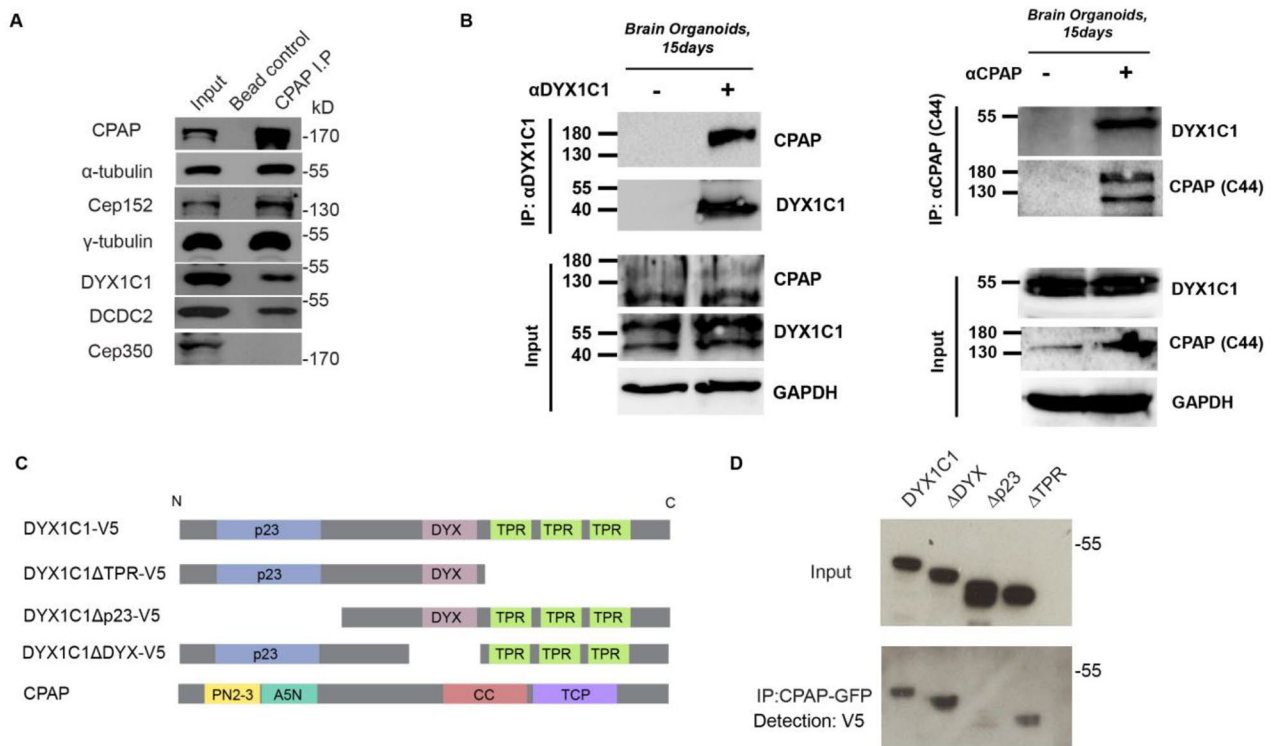 A
Input
Bead control
CPAP I.P
kD
CPAP
-170
α-tubulin
-55
Cep152
-130
γ-tubulin
-55
DYX1C1
-55
DCDC2
-55
Cep350
-170
B
Brain Organoids,
15days
αDYX1C1 - +
IP: αDYX1C1
180
130
CPAP
55
40
DYX1C1
Input
180
130
CPAP
55
40
DYX1C1
GAPDH
Brain Organoids,
15days
αCPAP - +
IP: αCPAP (C44)
55
DYX1C1
180
130
CPAP (C44)
Input
55
DYX1C1
180
130
CPAP (C44)
GAPDH
C
N C
DYX1C1-V5 p23 DYX TPR TPR TPR
DYX1C1ΔTPR-V5 p23 DYX
DYX1C1Δp23-V5 DYX TPR TPR TPR
DYX1C1ΔDYX-V5 p23 TPR TPR TPR
CPAP PN2-3 A5N CC TCP
D
DYX1C1
ΔDYX
Δp23
ΔTPR
-55
Input
-55
IP:CPAP-GFP
Detection: V5